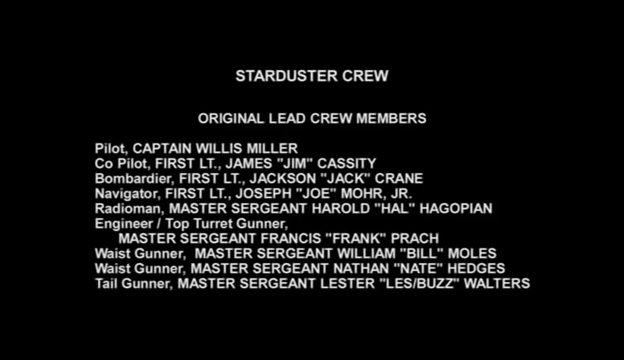 STARDUSTER CREW
ORIGINAL LEAD CREW MEMBERS
Pilot, CAPTAIN WILLIS MILLER
Co Pilot, FIRST LT., JAMES "JIM" CASSITY
Bombardier, FIRST LT., JACKSON "JACK" CRANE
Navigator, FIRST LT., JOSEPH "JOE" MOHR, JR.
Radioman, MASTER SERGEANT HAROLD "HAL" HAGOPIAN
Engineer / Top Turret Gunner,
MASTER SERGEANT FRANCIS "FRANK" PRACH
Waist Gunner, MASTER SERGEANT WILLIAM "BILL" MOLES
Waist Gunner, MASTER SERGEANT NATHAN "NATE" HEDGES
Tail Gunner, MASTER SERGEANT LESTER "LES/BUZZ" WALTERS